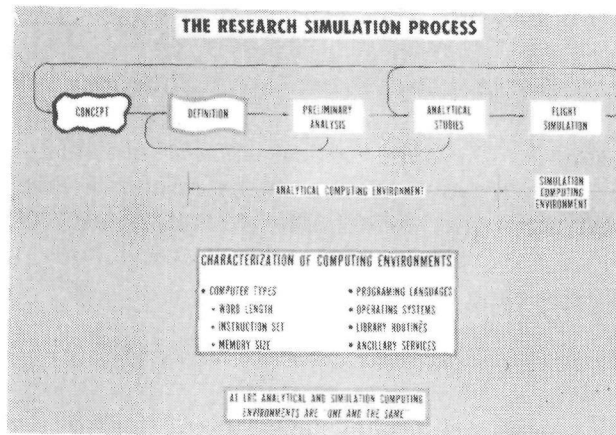 THE RESEARCH SIMULATION PROCESS
CONCEPT
DEFINITION
PRELIMINARY
ANALYSIS
ANALYTICAL
STUDIES
FLIGHT
SIMULATION
ANALYTICAL COMPUTING ENVIRONMENT
SIMULATION
COMPUTING
ENVIRONMENT
CHARACTERIZATION OF COMPUTING ENVIRONMENTS
• COMPUTER TYPES
• WORD LENGTH
• INSTRUCTION SET
• MEMORY SIZE
• PROGRAMING LANGUAGES
• OPERATING SYSTEMS
• LIBRARY ROUTINES
• ANCILLARY SERVICES
AT LRC ANALYTICAL AND SIMULATION COMPUTING
ENVIRONMENTS ARE "ONE AND THE SAME"